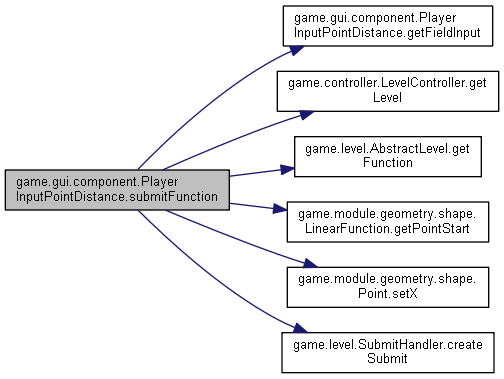 game.gui.component.Player
InputPointDistance.getFieldInput
game.controller.LevelController.get
Level
game.level.AbstractLevel.get
Function
game.gui.component.Player
InputPointDistance.submitFunction
game.module.geometry.shape.
LinearFunction.getPointStart
game.module.geometry.shape.
Point.setX
game.level.SubmitHandler.create
Submit